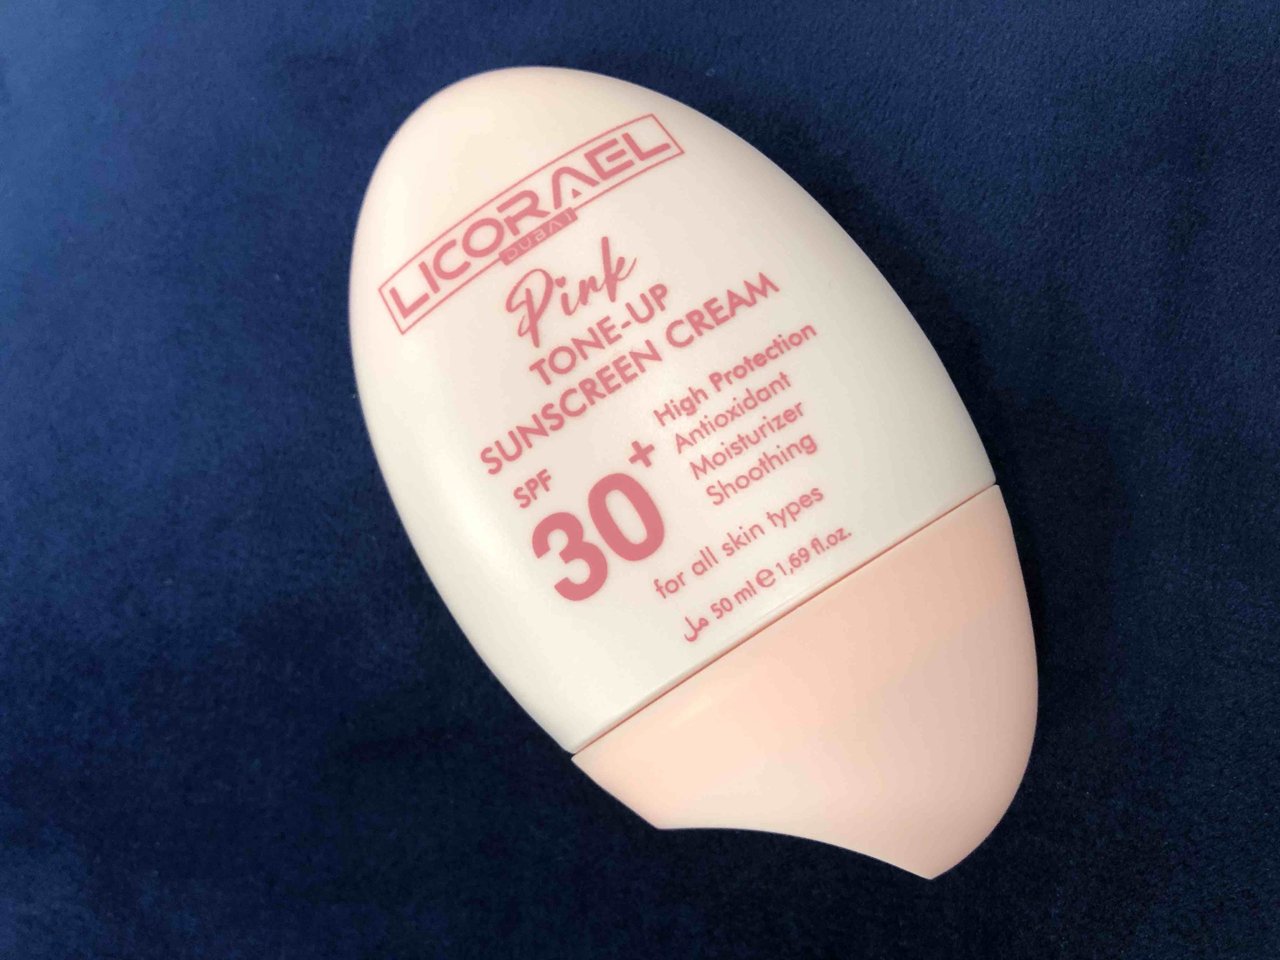 LICORAEL
DUBAI
Pink
TONE-UP
SUNSCREEN CREAM
SPF
30+
High Protection
Antioxidant
Moisturizer
Shoothing
for all skin types
مل 50 ml e 1,69 fl.oz.